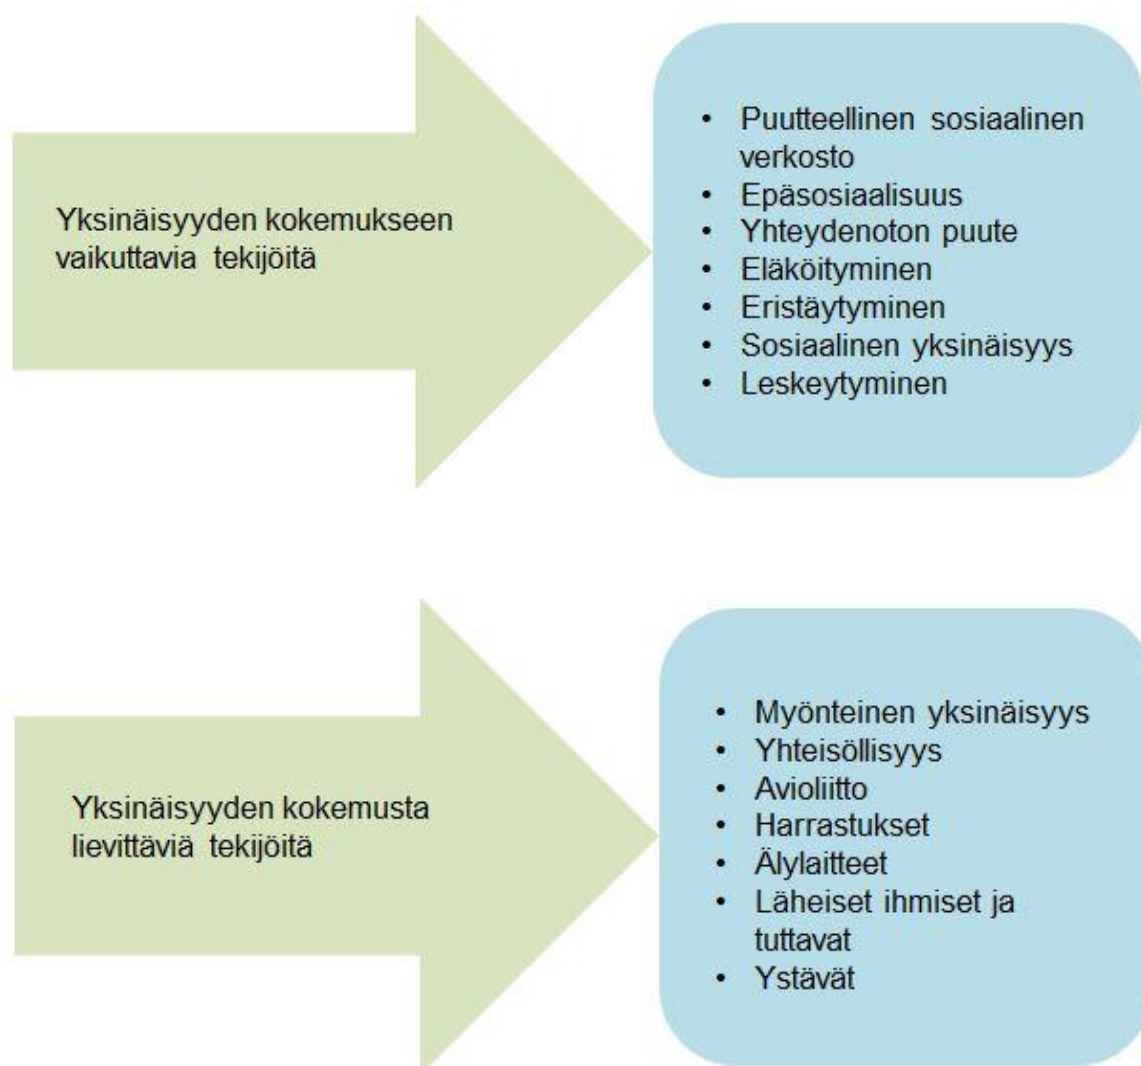 Yksinäisyyden kokemukseen
vaikuttavia tekijöitä
• Puutteellinen sosiaalinen
verkosto
• Epäsosiaalisuus
• Yhteydenoton puute
• Eläköityminen
• Eristäytyminen
• Sosiaalinen yksinäisyys
• Leskeytyminen
Yksinäisyyden kokemusta
lievittäviä tekijöitä
• Myönteinen yksinäisyys
• Yhteisöllisyys
• Avioliitto
• Harrastukset
• Älylaitteet
• Läheiset ihmiset ja
tuttavat
• Ystävät